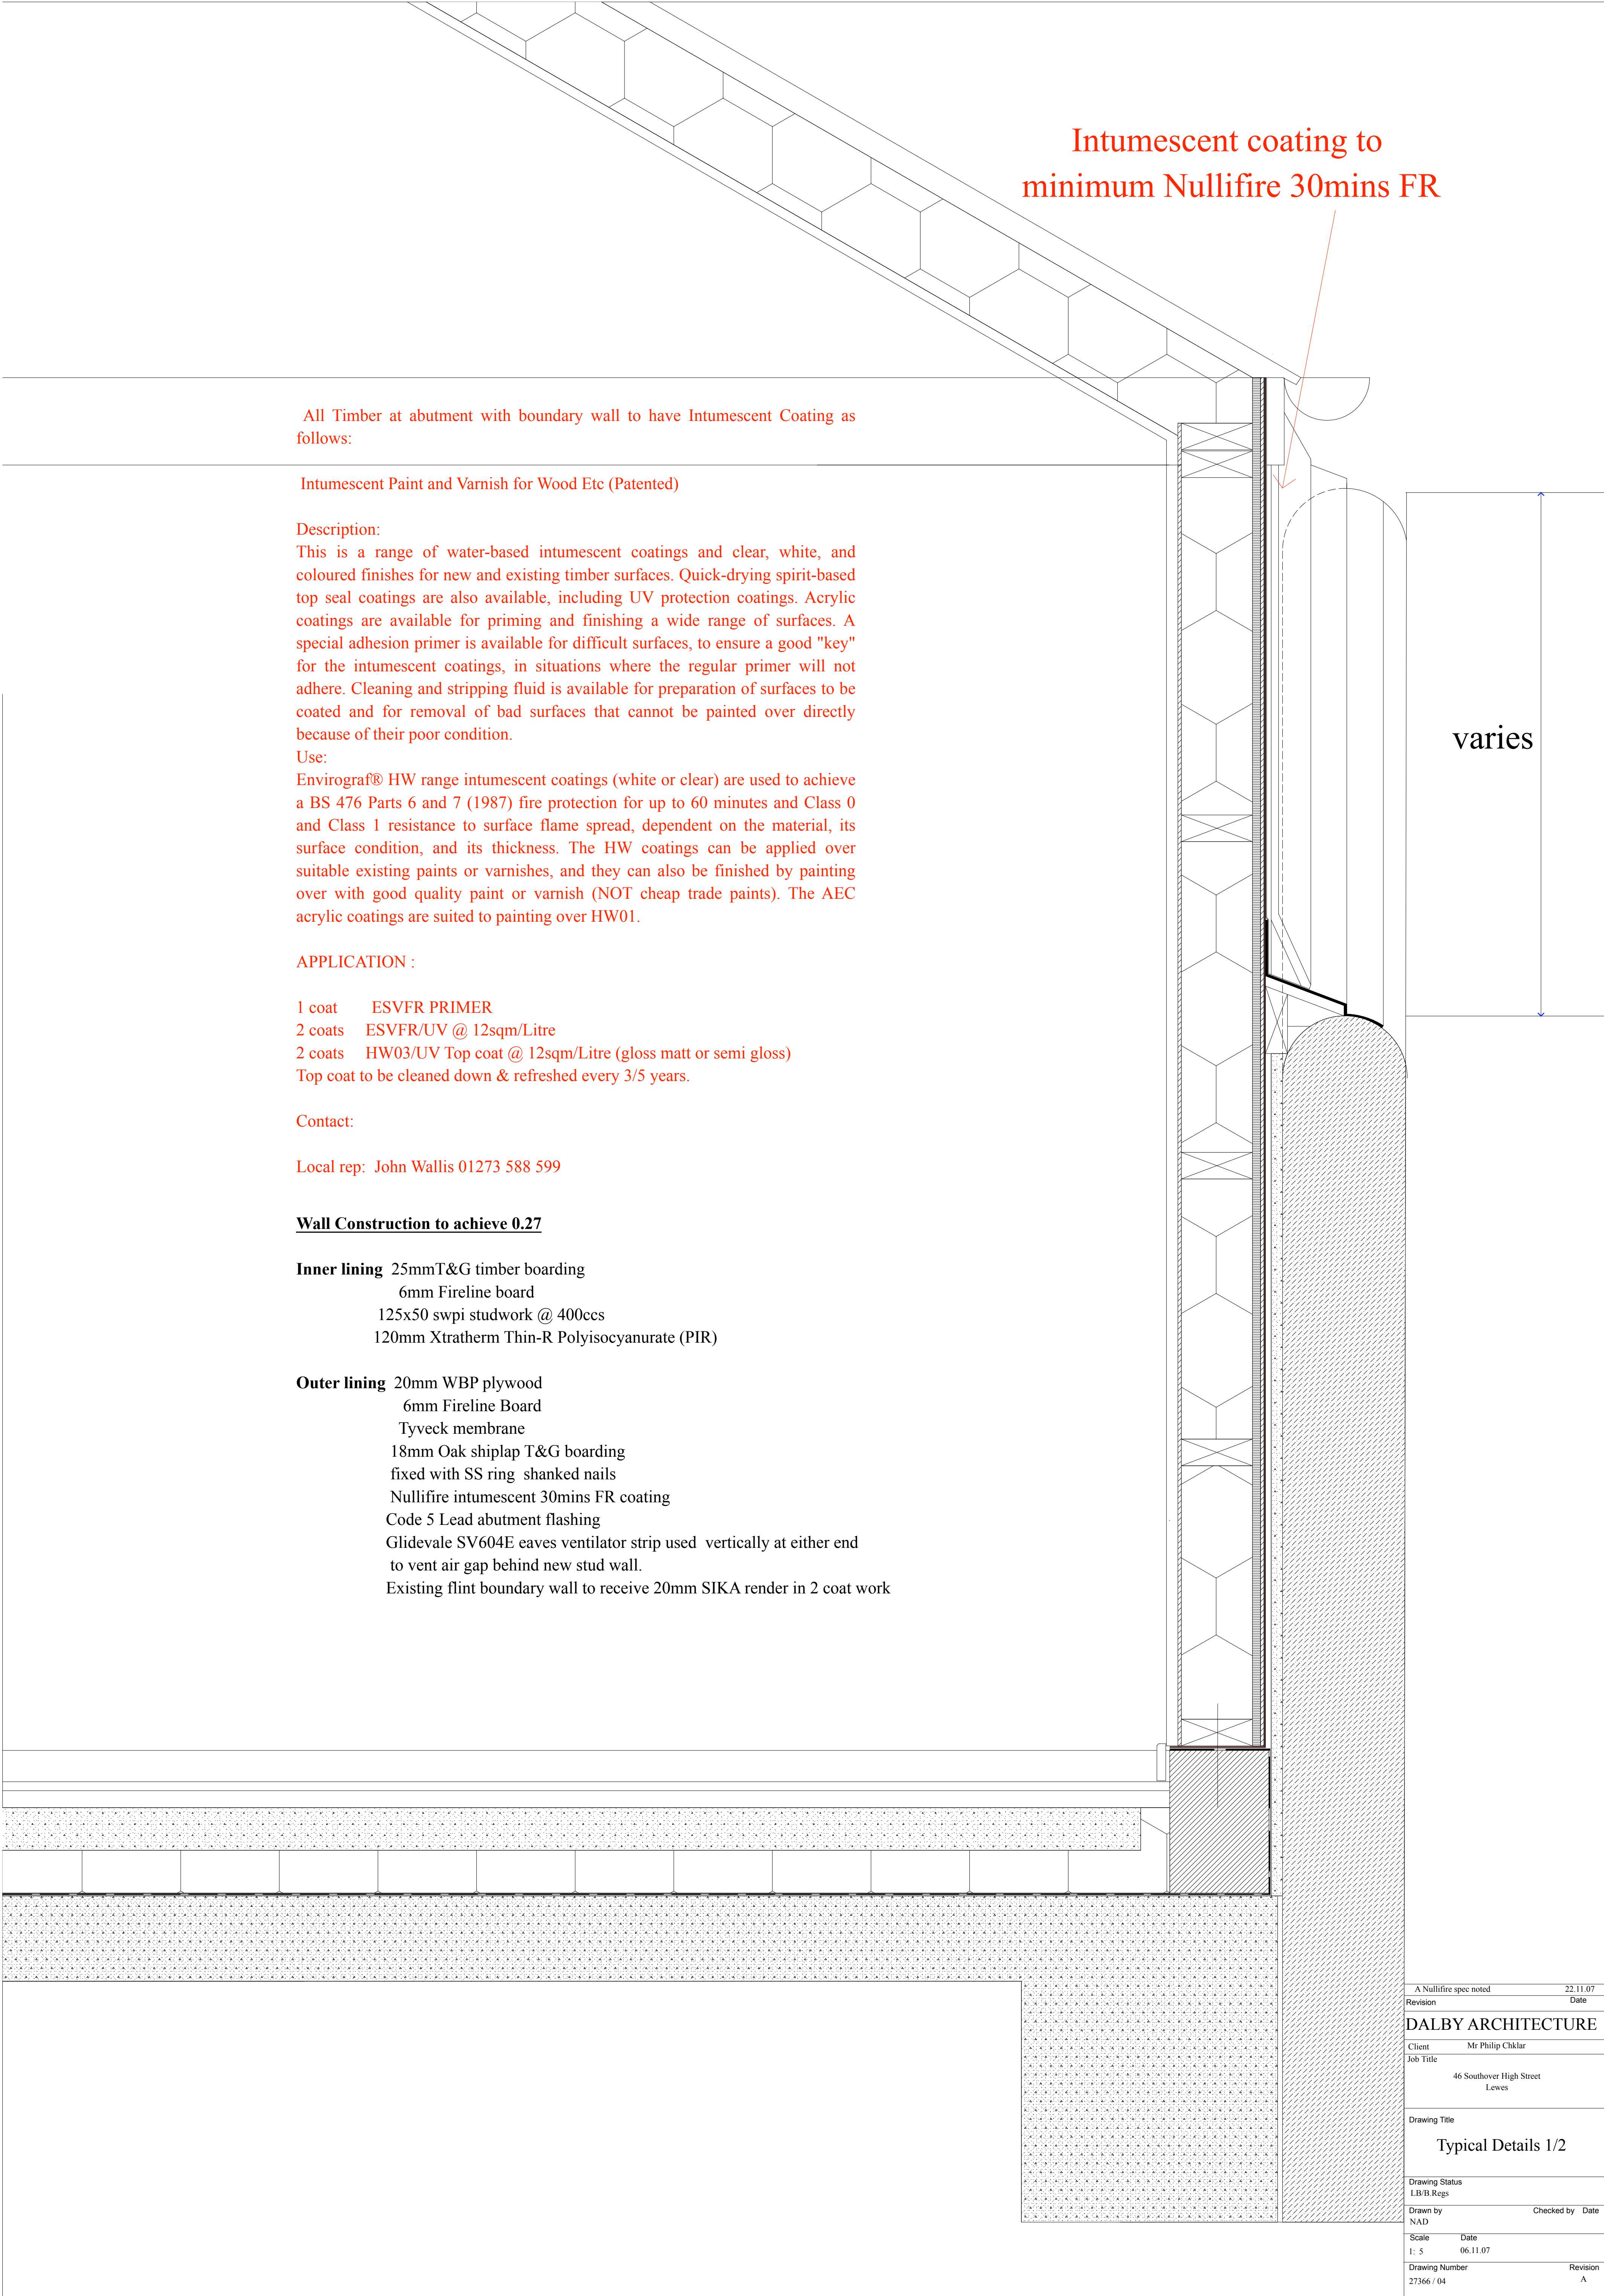 Intumescent coating to
minimum Nullifire 30mins FR
All Timber at abutment with boundary wall to have Intumescent Coating as
follows:
Intumescent Paint and Varnish for Wood Etc (Patented)
Description:
This is a range of water-based intumescent coatings and clear, white, and
coloured finishes for new and existing timber surfaces. Quick-drying spirit-based
top seal coatings are also available, including UV protection coatings. Acrylic
coatings are available for priming and finishing a wide range of surfaces. A
special adhesion primer is available for difficult surfaces, to ensure a good "key"
for the intumescent coatings, in situations where the regular primer will not
adhere. Cleaning and stripping fluid is available for preparation of surfaces to be
coated and for removal of bad surfaces that cannot be painted over directly
because of their poor condition.
Use:
Envirograf® HW range intumescent coatings (white or clear) are used to achieve
a BS 476 Parts 6 and 7 (1987) fire protection for up to 60 minutes and Class 0
and Class 1 resistance to surface flame spread, dependent on the material, its
surface condition, and its thickness. The HW coatings can be applied over
suitable existing paints or varnishes, and they can also be finished by painting
over with good quality paint or varnish (NOT cheap trade paints). The AEC
acrylic coatings are suited to painting over HW01.
APPLICATION :
1 coat ESVFR PRIMER
2 coats ESVFR/UV @ 12sqm/Litre
2 coats HW03/UV Top coat @ 12sqm/Litre (gloss matt or semi gloss)
Top coat to be cleaned down & refreshed every 3/5 years.
Contact:
Local rep: John Wallis 01273 588 599
Wall Construction to achieve 0.27
Inner lining 25mmT&G timber boarding
6mm Fireline board
125x50 swpi studwork @ 400ccs
120mm Xtratherm Thin-R Polyisocyanurate (PIR)
Outer lining 20mm WBP plywood
6mm Fireline Board
Tyveck membrane
18mm Oak shiplap T&G boarding
fixed with SS ring shanked nails
Nullifire intumescent 30mins FR coating
Code 5 Lead abutment flashing
Glidevale SV604E eaves ventilator strip used vertically at either end
to vent air gap behind new stud wall.
Existing flint boundary wall to receive 20mm SIKA render in 2 coat work
varies
A Nullifire spec noted 22.11.07
Revision Date
DALBY ARCHITECTURE
Client Mr Philip Chklar
Job Title
46 Southover High Street
Lewes
Drawing Title
Typical Details 1/2
Drawing Status
LB/B.Regs
Drawn by Checked by Date
NAD
Scale Date
1: 5 06.11.07
Drawing Number Revision
27366 / 04 A